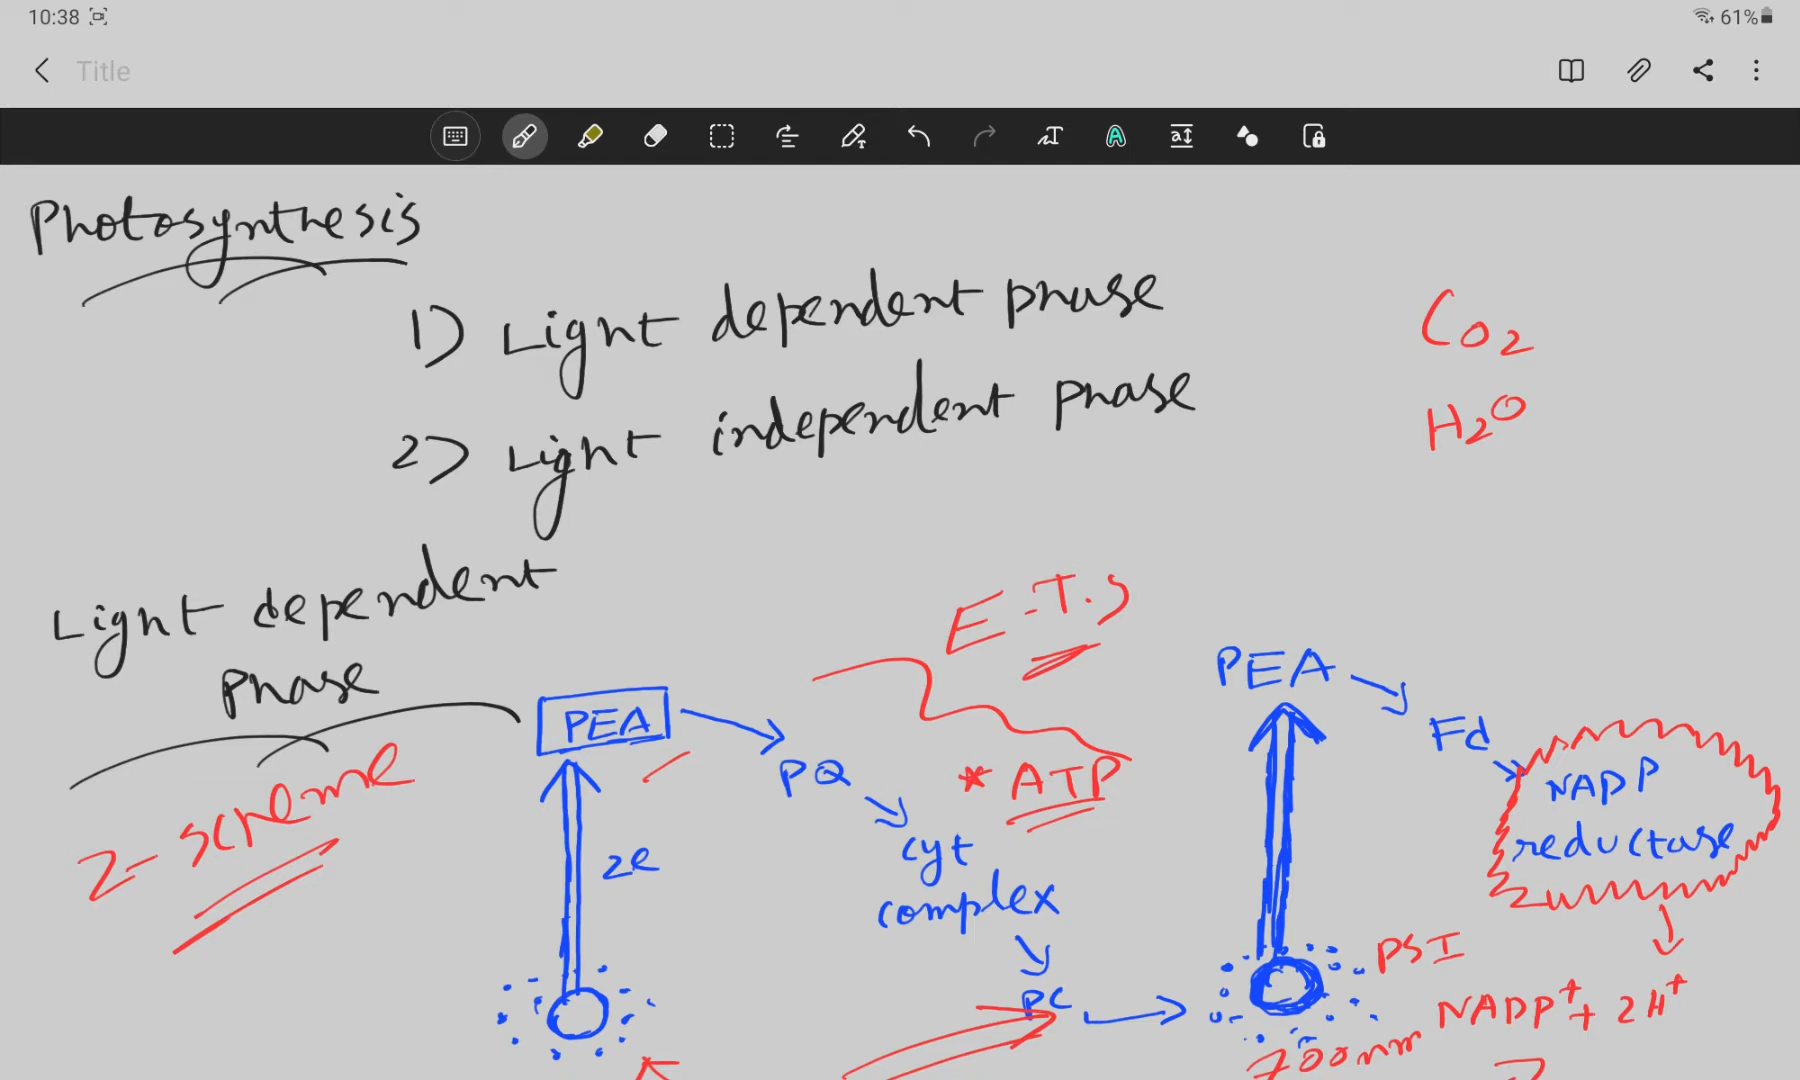 10:38
61%
Title
Photosynthesis
1) Light dependent phase
2) Light independent phase
CO2
H2O
Light dependent
phase
Z-scheme
E.T.S
PEA
PQ
* ATP
2e
cyt
complex
PC
PEA
Fd
NADP
reductase
PSI
700nm
NADP+ + 2H+